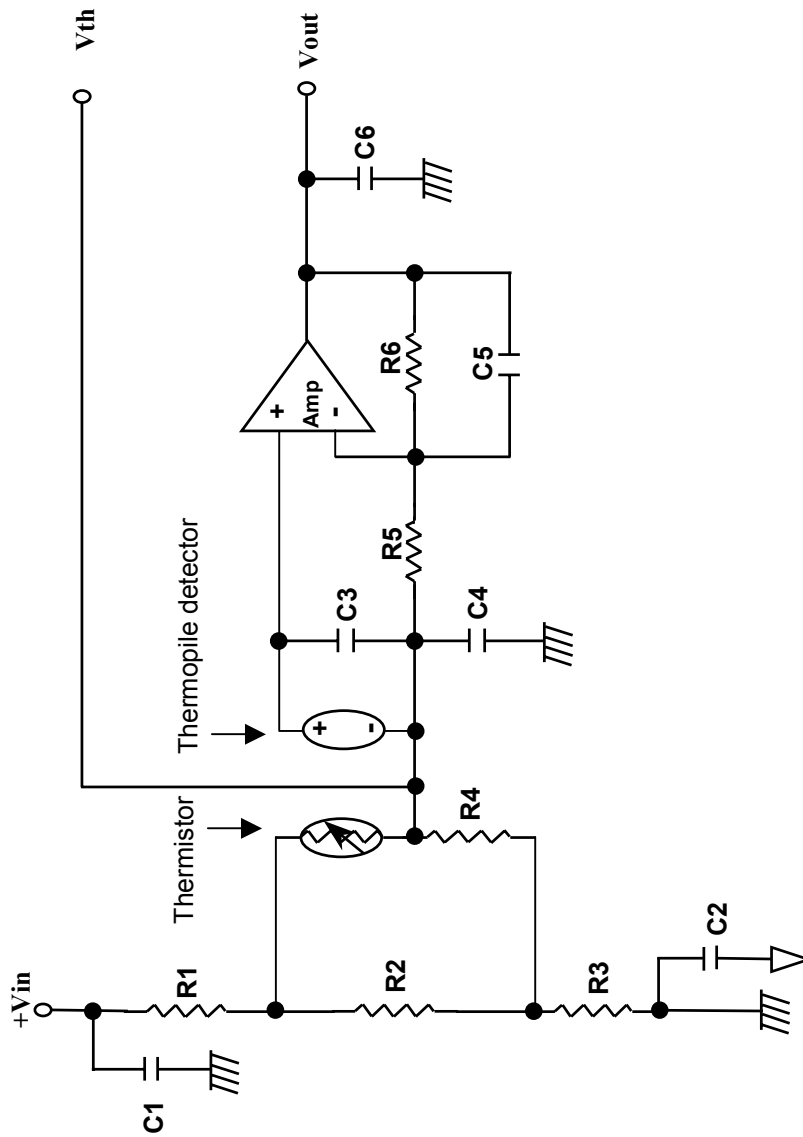 +Vin
C1
R1
R2
R3
C2
Thermistor
R4
Thermopile detector
+
-
C3
C4
R5
+
Amp
-
R6
C5
C6
Vth
Vout